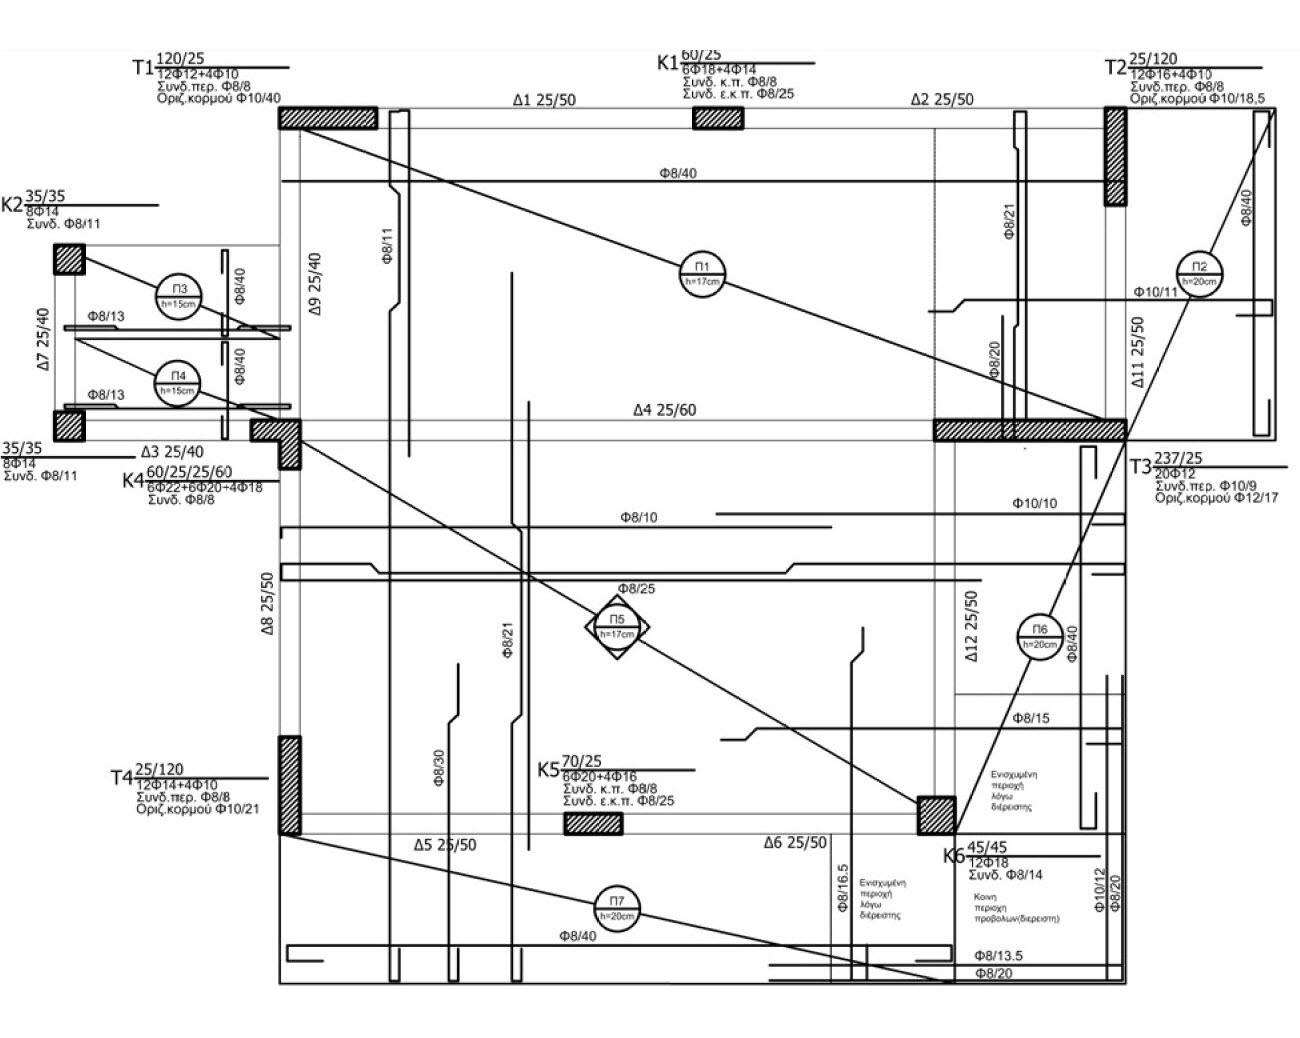 T1 120/25
12Φ12+4Φ10
Συνδ.περ. Φ8/8
Οριζ.κορμού Φ10/40
K1 60/25
6Φ18+4Φ14
Συνδ. κ.π. Φ8/8
Συνδ. ε.κ.π. Φ8/25
T2 25/120
12Φ16+4Φ10
Συνδ.περ. Φ8/8
Οριζ.κορμού Φ10/18,5
Δ1 25/50
Δ2 25/50
Φ8/40
K2 35/35
8Φ14
Συνδ. Φ8/11
Φ8/11
Φ8/21
Φ8/40
Δ9 25/40
Π1
h=17cm
Π2
h=20cm
Π3
h=15cm
Φ8/40
Φ10/11
Φ8/13
Δ7 25/40
Δ11 25/50
Φ8/20
Φ8/40
Π4
h=15cm
Φ8/13
Δ4 25/60
35/35
8Φ14
Συνδ. Φ8/11
Δ3 25/40
K4 60/25/25/60
6Φ22+6Φ20+4Φ18
Συνδ. Φ8/8
T3 237/25
20Φ12
Συνδ.περ. Φ10/9
Οριζ.κορμού Φ12/17
Φ8/10
Φ10/10
Φ8/25
Δ8 25/50
Φ8/21
Π5
h=17cm
Δ12 25/50
Π6
h=20cm
Φ8/40
Φ8/15
T4 25/120
12Φ14+4Φ10
Συνδ.περ. Φ8/8
Οριζ.κορμού Φ10/21
Φ8/30
K5 70/25
6Φ20+4Φ16
Συνδ. κ.π. Φ8/8
Συνδ. ε.κ.π. Φ8/25
Ενισχυμένη
περιοχή
λόγω
διέρειστης
Δ5 25/50
Δ6 25/50
K6 45/45
12Φ18
Συνδ. Φ8/14
Φ8/16.5
Ενισχυμένη
περιοχή
λόγω
διέρειστης
Κοινη
περιοχη
προβολων(διερειστη)
Φ10/12
Φ8/20
Π7
h=20cm
Φ8/40
Φ8/13.5
Φ8/20